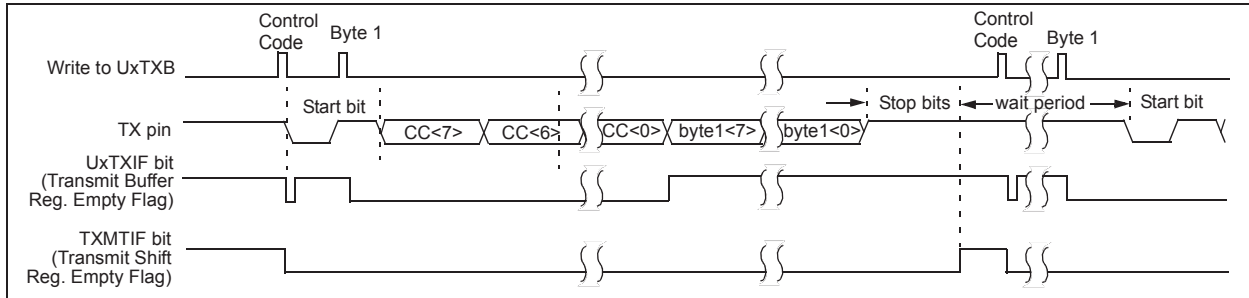 Control
Code
Byte 1
Control
Code
Byte 1
Write to UxTXB
Start bit
Stop bits
wait period
Start bit
TX pin
CC<7>
CC<6>
CC<0>
byte1<7>
byte1<0>
UxTXIF bit
(Transmit Buffer
Reg. Empty Flag)
TXMTIF bit
(Transmit Shift
Reg. Empty Flag)